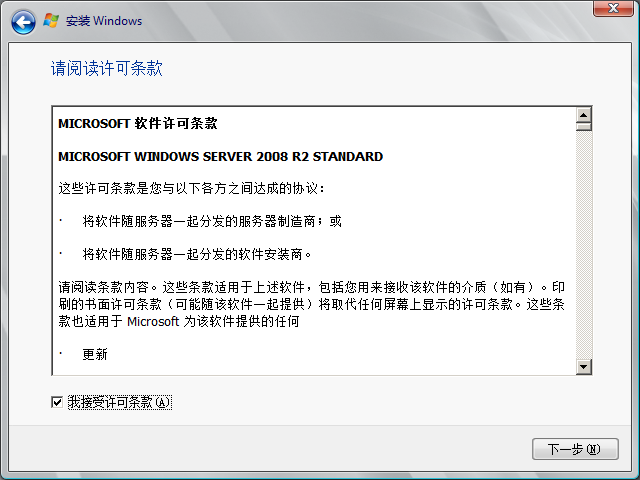 安装 Windows
请阅读许可条款
MICROSOFT 软件许可条款
MICROSOFT WINDOWS SERVER 2008 R2 STANDARD
这些许可条款是您与以下各方之间达成的协议：
· 将软件随服务器一起分发的服务器制造商；或
· 将软件随服务器一起分发的软件安装商。
请阅读条款内容。这些条款适用于上述软件，包括您用来接收该软件的介质（如有）。印
刷的书面许可条款（可能随该软件一起提供）将取代任何屏幕上显示的许可条款。这些条
款也适用于 Microsoft 为该软件提供的任何
· 更新
我接受许可条款(A)
下一步(N)